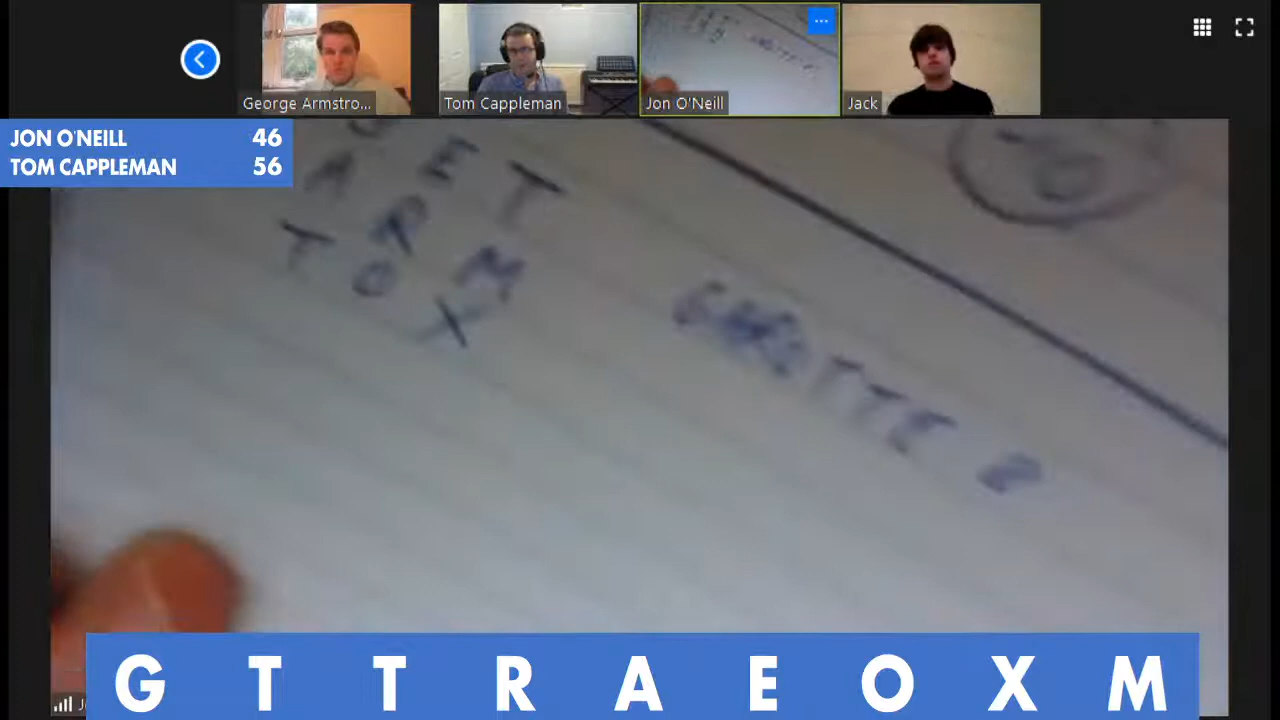 George Armstro...
Tom Cappleman
Jon O'Neill
Jack
JON O'NEILL 46
TOM CAPPLEMAN 56
E T
A R M
T O X
G T T R A E O X M